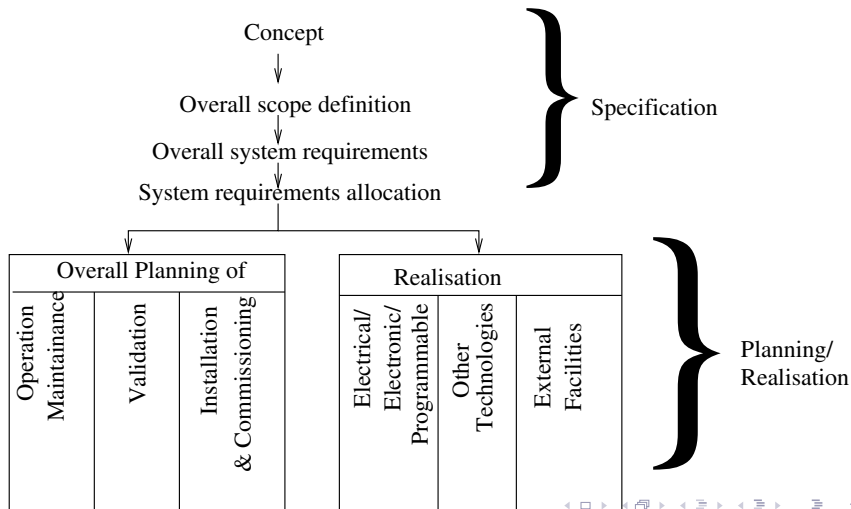 Concept
Overall scope definition
Overall system requirements
System requirements allocation
Specification
Overall Planning of
Operation
Maintainance
Validation
Installation
& Commissioning
Realisation
Electrical/
Electronic/
Programmable
Other
Technologies
External
Facilities
Planning/
Realisation